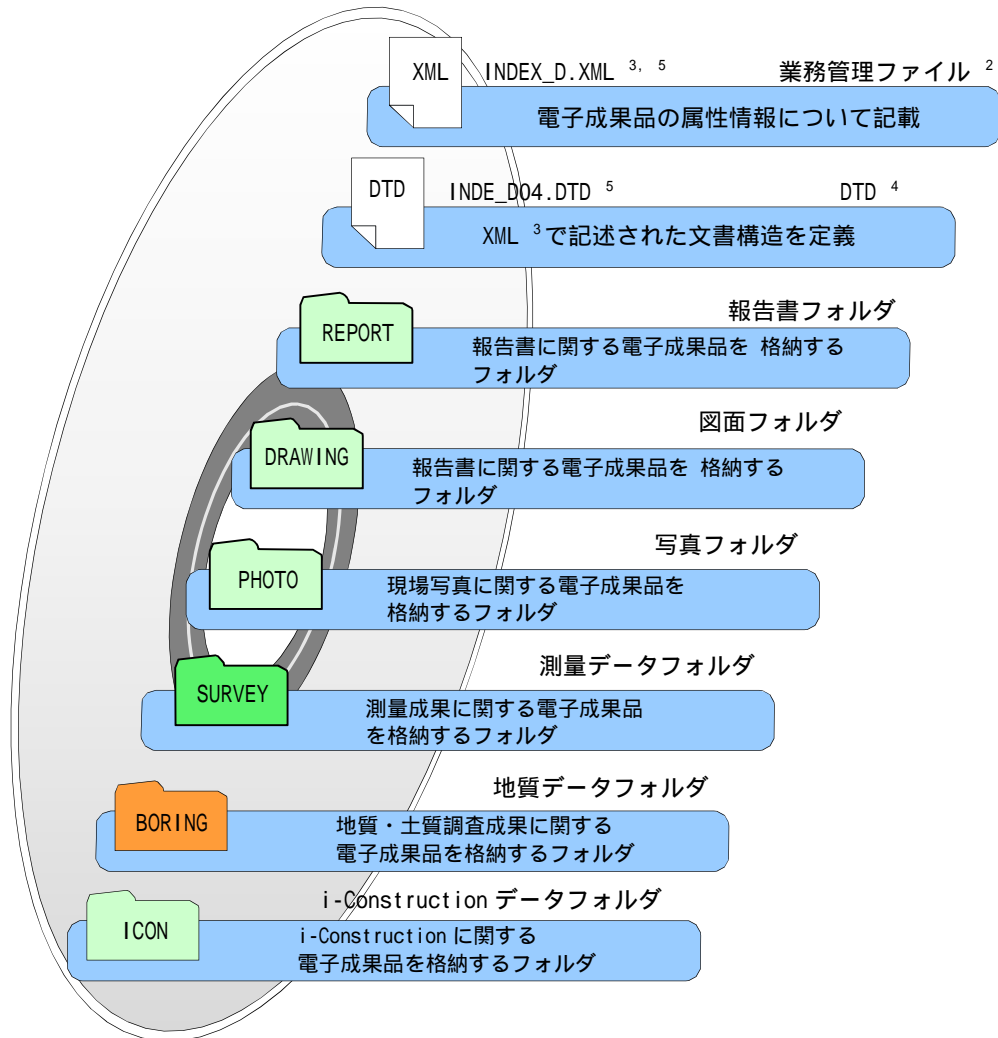 XML INDEX_D.XML 3, 5 業務管理ファイル 2
電子成果品の属性情報について記載
DTD INDE_D04.DTD 5 DTD 4
XML 3で記述された文書構造を定義
報告書フォルダ
REPORT
報告書に関する電子成果品を 格納する
フォルダ
図面フォルダ
DRAWING
報告書に関する電子成果品を 格納する
フォルダ
写真フォルダ
PHOTO
現場写真に関する電子成果品を
格納するフォルダ
測量データフォルダ
SURVEY
測量成果に関する電子成果品
を格納するフォルダ
地質データフォルダ
BORING
地質・土質調査成果に関する
電子成果品を格納するフォルダ
i-Construction データフォルダ
ICON
i-Construction に関する
電子成果品を格納するフォルダ